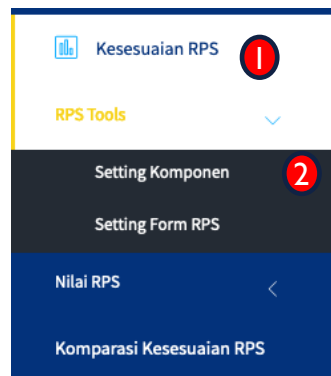 Kesesuaian RPS
1
RPS Tools
Setting Komponen
2
Setting Form RPS
Nilai RPS
Komparasi Kesesuaian RPS